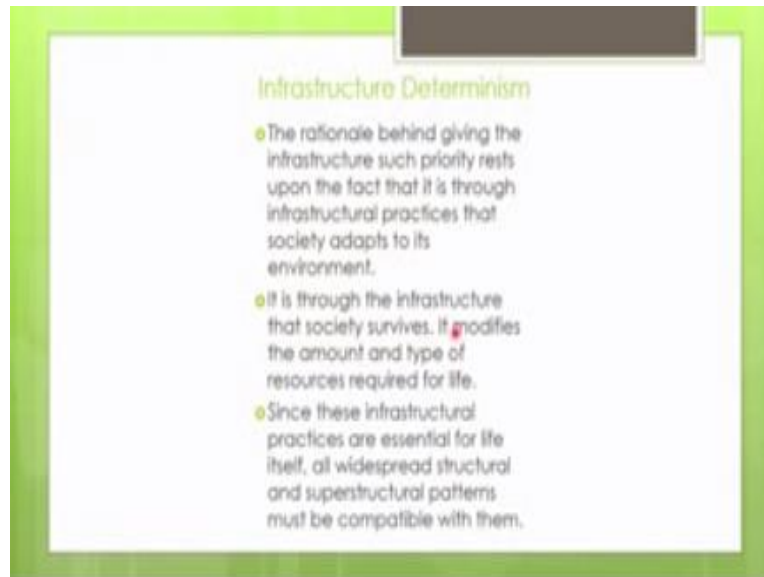 Infrastructure Determinism
The rationale behind giving the
infrastructure such priority rests
upon the fact that it is through
infrastructural practices that
society adapts to its
environment.
It is through the infrastructure
that society survives. It modifies
the amount and type of
resources required for life.
Since these infrastructural
practices are essential for life
itself, all widespread structural
and superstructural patterns
must be compatible with them.